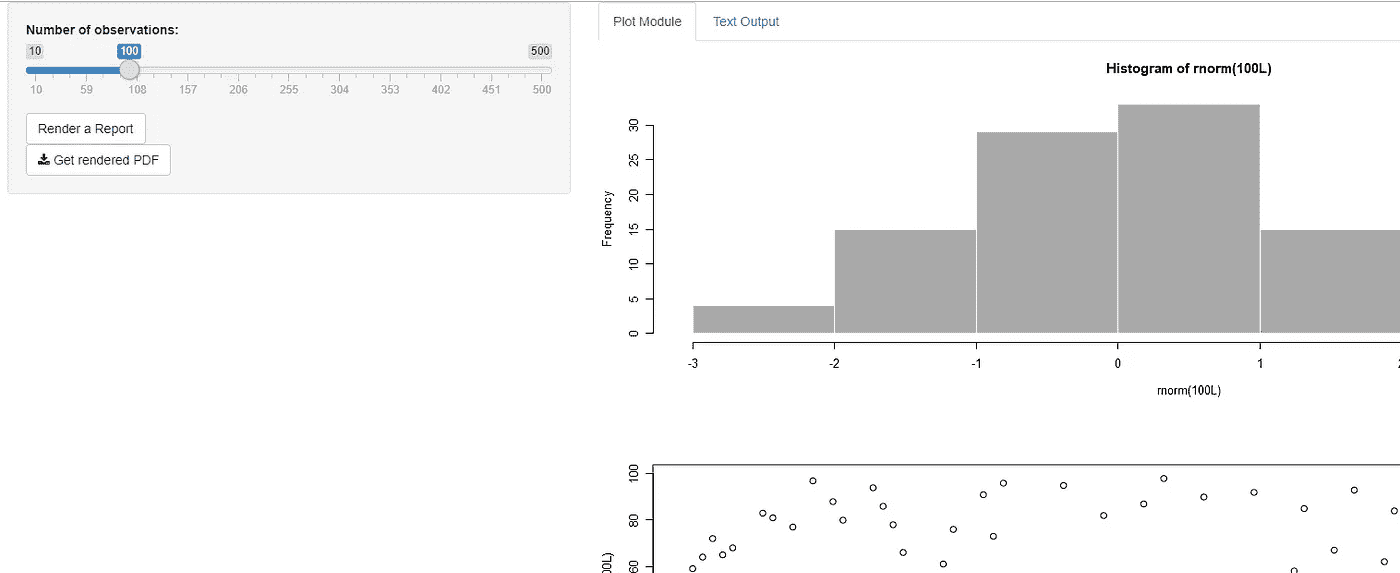 Number of observations:
10 100 500
10 59 108 157 206 255 304 353 402 451 500
Render a Report
Get rendered PDF
Plot Module Text Output
Histogram of rnorm(100L)
Frequency
30
25
20
15
10
5
0
-3 -2 -1 0 1
rnorm(100L)
100
80
60